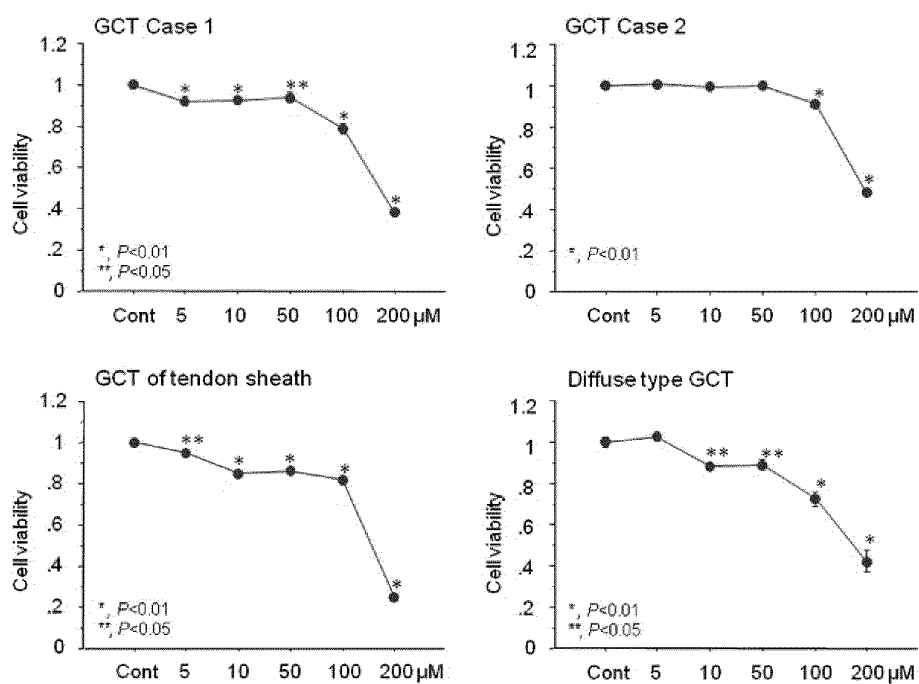 GCT Case 1
1.2
1
.8
.6
.4
.2
0
Cell viability
*
*
**
*
*
*, P<0.01
**, P<0.05
Cont 5 10 50 100 200 µM
GCT Case 2
1.2
1
.8
.6
.4
.2
0
Cell viability
*
*
*, P<0.01
Cont 5 10 50 100 200 µM
GCT of tendon sheath
1.2
1
.8
.6
.4
.2
0
Cell viability
**
*
*
*
*
*, P<0.01
**, P<0.05
Cont 5 10 50 100 200 µM
Diffuse type GCT
1.2
1
.8
.6
.4
.2
0
Cell viability
**
**
*
*
*, P<0.01
**, P<0.05
Cont 5 10 50 100 200 µM